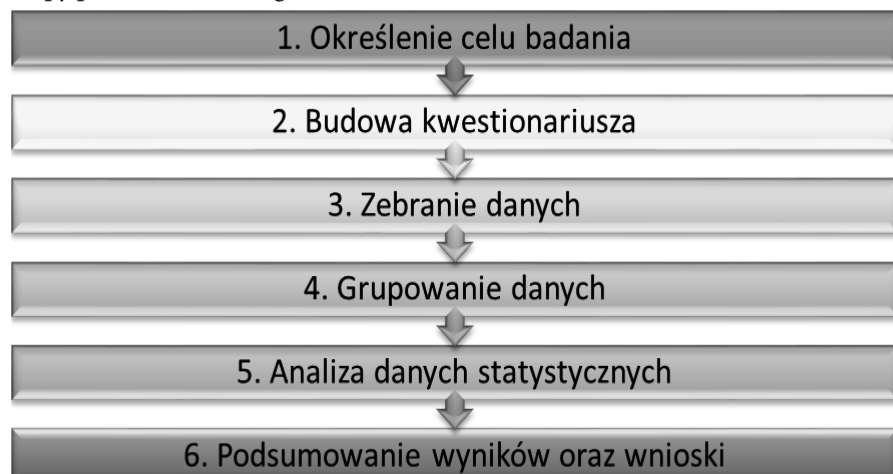 1. Określenie celu badania
2. Budowa kwestionariusza
3. Zebranie danych
4. Grupowanie danych
5. Analiza danych statystycznych
6. Podsumowanie wyników oraz wnioski